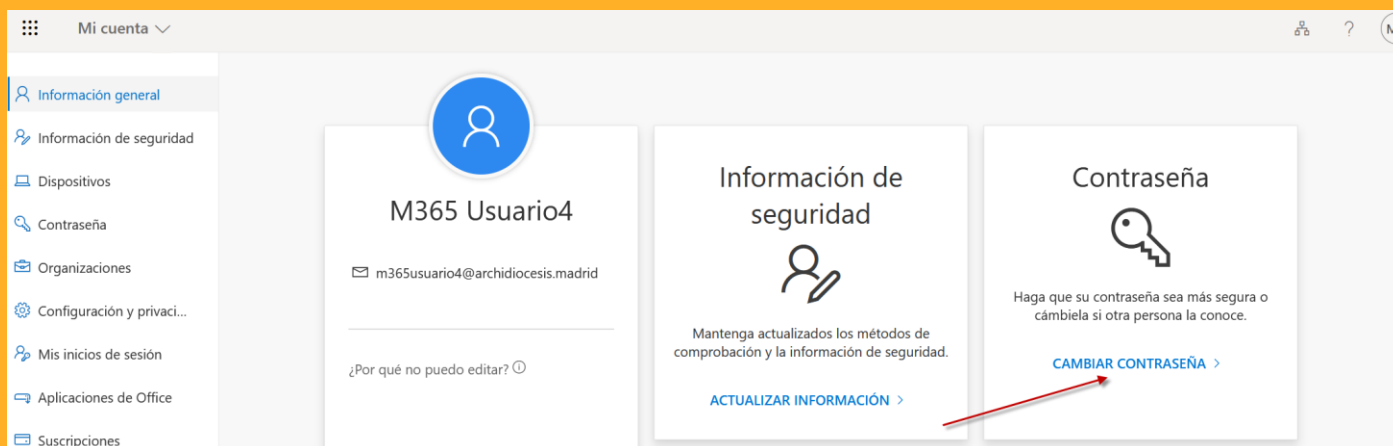 Mi cuenta
?
Información general
Información de seguridad
Dispositivos
Contraseña
Organizaciones
Configuración y privaci...
Mis inicios de sesión
Aplicaciones de Office
Suscripciones
M365 Usuario4
m365usuario4@archidiocesis.madrid
¿Por qué no puedo editar?
Información de
seguridad
Mantenga actualizados los métodos de
comprobación y la información de seguridad.
ACTUALIZAR INFORMACIÓN >
Contraseña
Haga que su contraseña sea más segura o
cámbiela si otra persona la conoce.
CAMBIAR CONTRASEÑA >